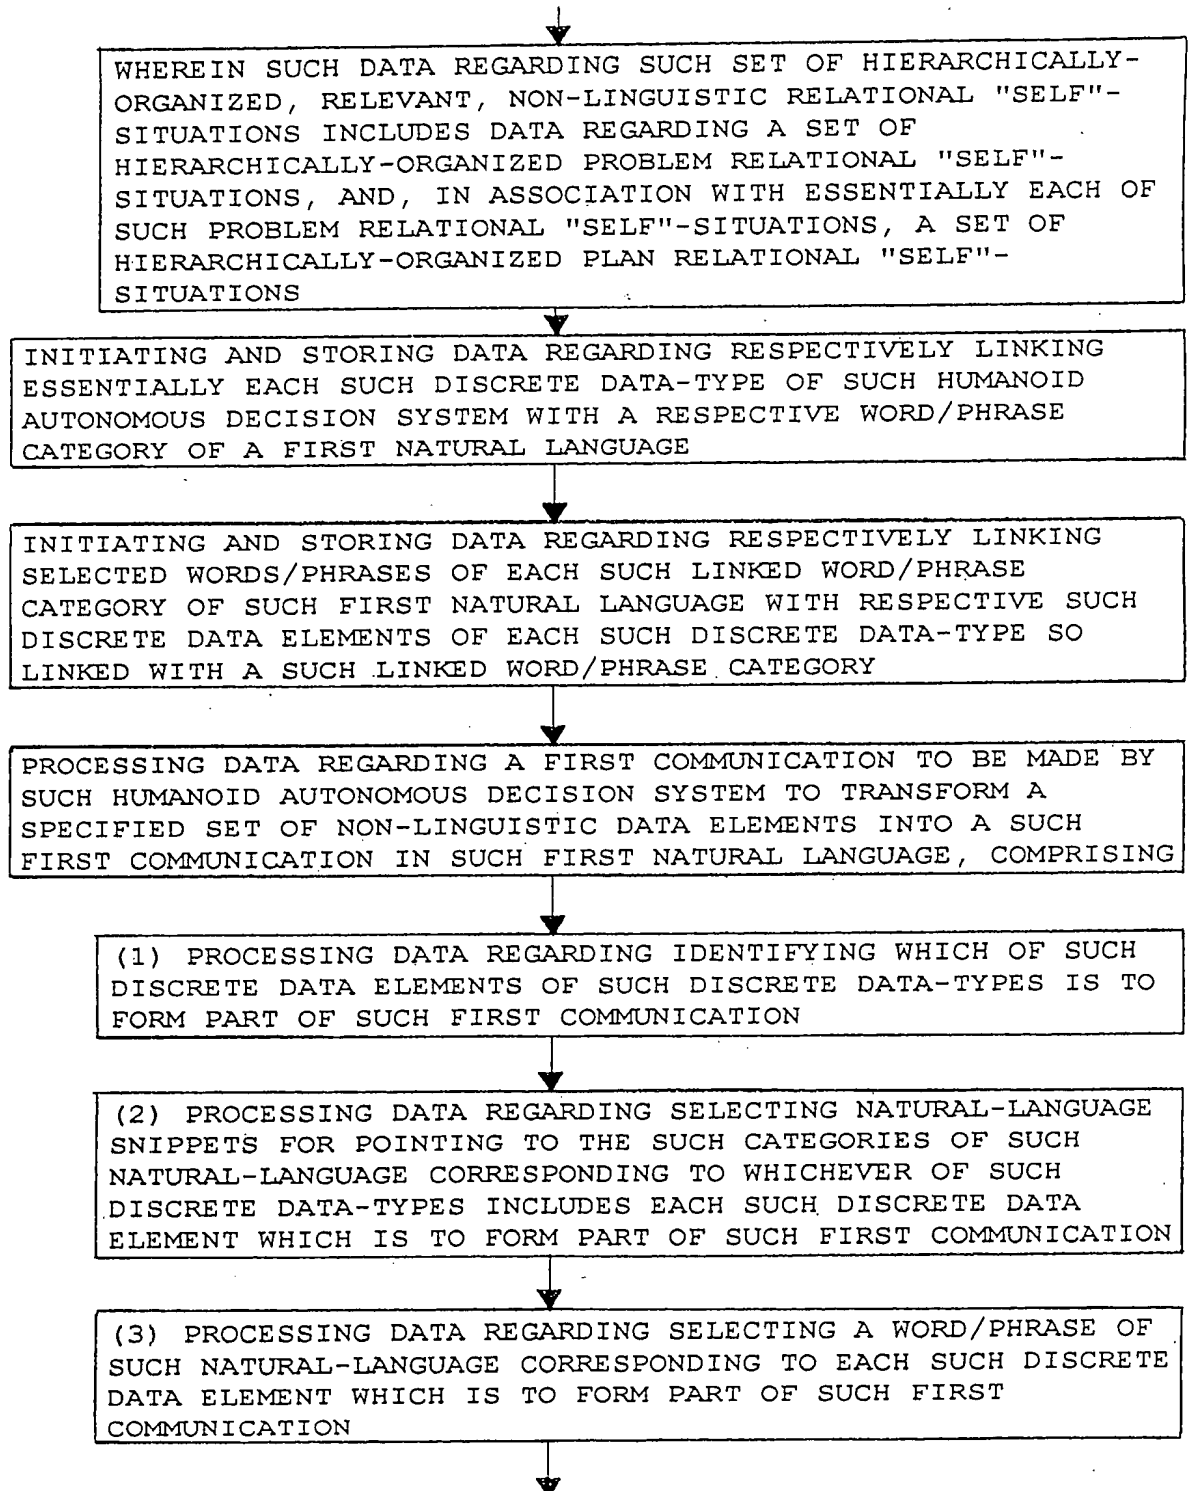 WHEREIN SUCH DATA REGARDING SUCH SET OF HIERARCHICALLY-
ORGANIZED, RELEVANT, NON-LINGUISTIC RELATIONAL "SELF"-
SITUATIONS INCLUDES DATA REGARDING A SET OF
HIERARCHICALLY-ORGANIZED PROBLEM RELATIONAL "SELF"-
SITUATIONS, AND, IN ASSOCIATION WITH ESSENTIALLY EACH OF
SUCH PROBLEM RELATIONAL "SELF"-SITUATIONS, A SET OF
HIERARCHICALLY-ORGANIZED PLAN RELATIONAL "SELF"-
SITUATIONS
INITIATING AND STORING DATA REGARDING RESPECTIVELY LINKING
ESSENTIALLY EACH SUCH DISCRETE DATA-TYPE OF SUCH HUMANOID
AUTONOMOUS DECISION SYSTEM WITH A RESPECTIVE WORD/PHRASE
CATEGORY OF A FIRST NATURAL LANGUAGE
INITIATING AND STORING DATA REGARDING RESPECTIVELY LINKING
SELECTED WORDS/PHRASES OF EACH SUCH LINKED WORD/PHRASE
CATEGORY OF SUCH FIRST NATURAL LANGUAGE WITH RESPECTIVE SUCH
DISCRETE DATA ELEMENTS OF EACH SUCH DISCRETE DATA-TYPE SO
LINKED WITH A SUCH LINKED WORD/PHRASE CATEGORY
PROCESSING DATA REGARDING A FIRST COMMUNICATION TO BE MADE BY
SUCH HUMANOID AUTONOMOUS DECISION SYSTEM TO TRANSFORM A
SPECIFIED SET OF NON-LINGUISTIC DATA ELEMENTS INTO A SUCH
FIRST COMMUNICATION IN SUCH FIRST NATURAL LANGUAGE, COMPRISING
(1) PROCESSING DATA REGARDING IDENTIFYING WHICH OF SUCH
DISCRETE DATA ELEMENTS OF SUCH DISCRETE DATA-TYPES IS TO
FORM PART OF SUCH FIRST COMMUNICATION
(2) PROCESSING DATA REGARDING SELECTING NATURAL-LANGUAGE
SNIPPETS FOR POINTING TO THE SUCH CATEGORIES OF SUCH
NATURAL-LANGUAGE CORRESPONDING TO WHICHEVER OF SUCH
DISCRETE DATA-TYPES INCLUDES EACH SUCH DISCRETE DATA
ELEMENT WHICH IS TO FORM PART OF SUCH FIRST COMMUNICATION
(3) PROCESSING DATA REGARDING SELECTING A WORD/PHRASE OF
SUCH NATURAL-LANGUAGE CORRESPONDING TO EACH SUCH DISCRETE
DATA ELEMENT WHICH IS TO FORM PART OF SUCH FIRST
COMMUNICATION